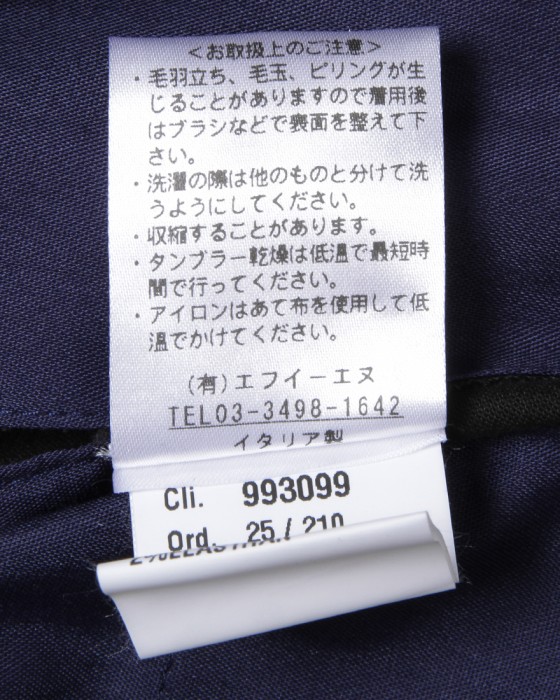 <お取扱上のご注意>
・毛羽立ち、毛玉、ピリングが生
じることがありますので着用後
はブラシなどで表面を整えて下
さい。
・洗濯の際は他のものと分けて洗
うようにしてください。
・収縮することがあります。
・タンブラー乾燥は低温で最短時
間で行ってください。
・アイロンはあて布を使用して低
温でかけてください。
(有)エフイーエヌ
TEL03-3498-1642
イタリア製
Cli. 993099
Ord. 25/ 210